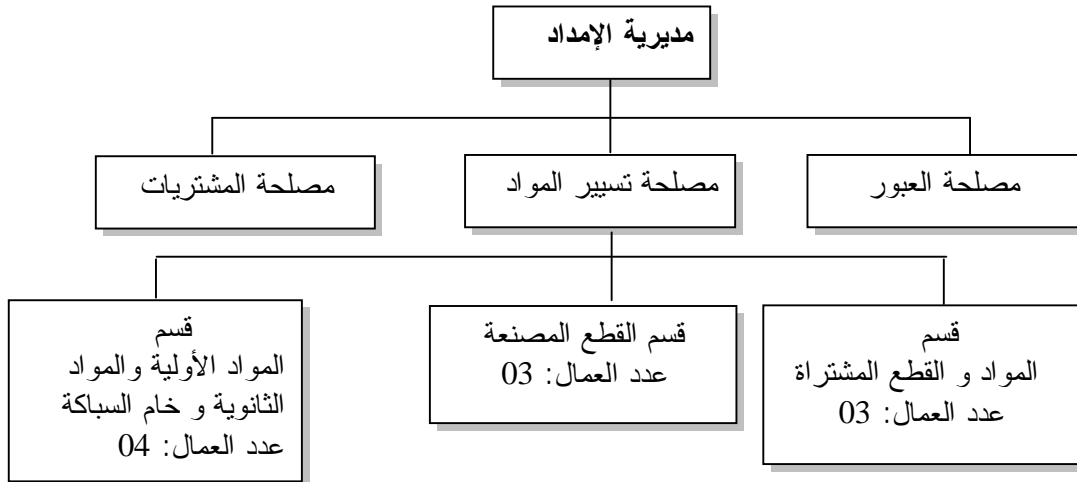 مديرية الإمداد
مصلحة العبور
مصلحة تسيير المواد
مصلحة المشتريات
قسم
المواد و القطع المشتراة
عدد العمال: 03
قسم القطع المصنعة
عدد العمال: 03
قسم
المواد الأولية والمواد
الثانوية و خام السباكة
عدد العمال: 04